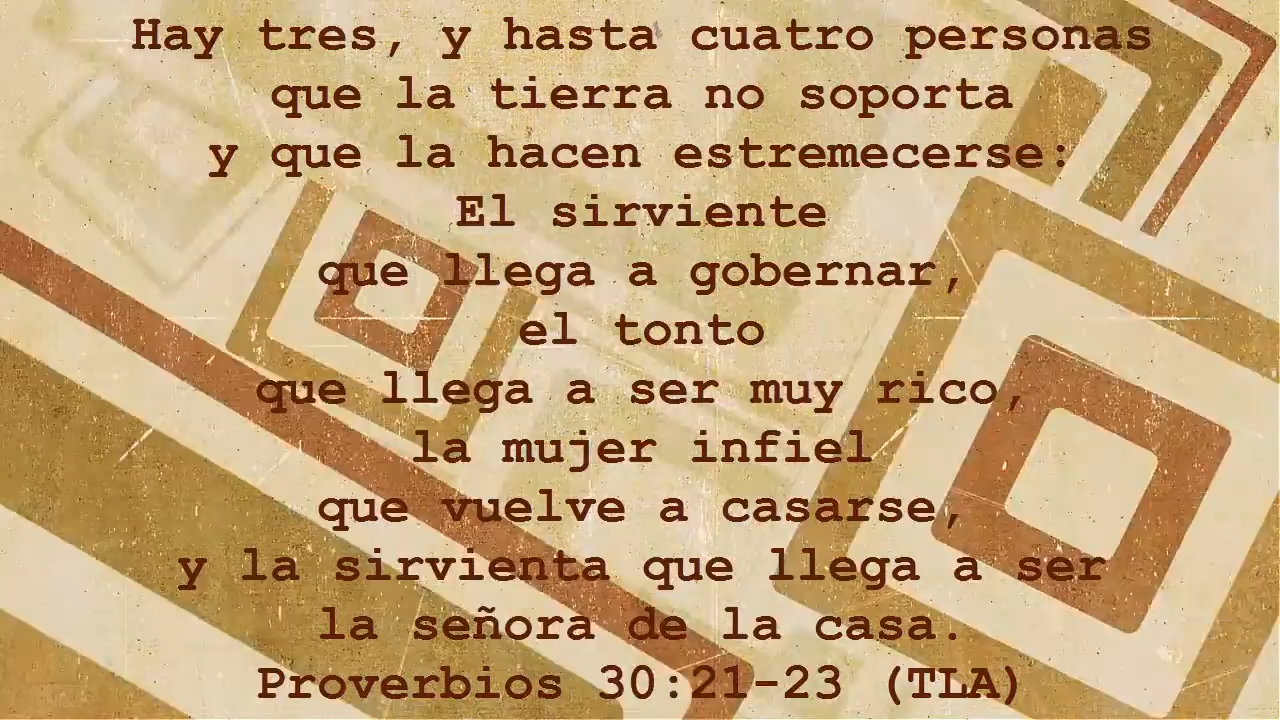 Hay tres, y hasta cuatro personas
que la tierra no soporta
y que la hacen estremecerse:
El sirviente
que llega a gobernar,
el tonto
que llega a ser muy rico,
la mujer infiel
que vuelve a casarse,
y la sirvienta que llega a ser
la señora de la casa.
Proverbios 30:21-23 (TLA)